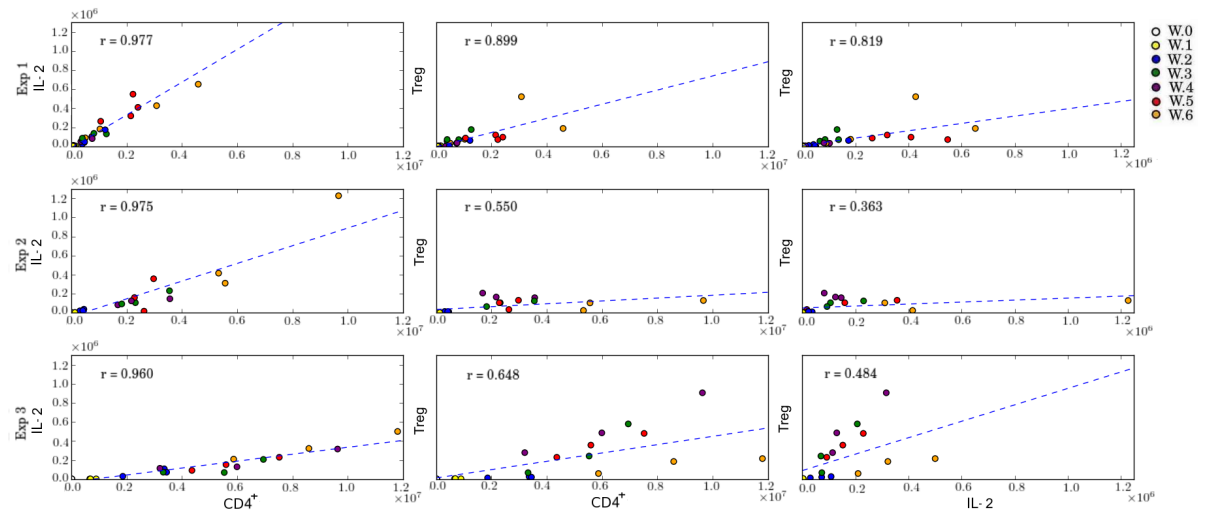 ×10⁶
1.2
1.0
0.8
0.6
0.4
0.2
0.0
Exp 1
IL- 2
r = 0.977
0.0 0.2 0.4 0.6 0.8 1.0 1.2
×10⁷
Treg
r = 0.899
0.0 0.2 0.4 0.6 0.8 1.0 1.2
×10⁷
Treg
r = 0.819
0.0 0.2 0.4 0.6 0.8 1.0 1.2
×10⁶
W.0
W.1
W.2
W.3
W.4
W.5
W.6
×10⁶
1.2
1.0
0.8
0.6
0.4
0.2
0.0
Exp 2
IL- 2
r = 0.975
0.0 0.2 0.4 0.6 0.8 1.0 1.2
×10⁷
Treg
r = 0.550
0.0 0.2 0.4 0.6 0.8 1.0 1.2
×10⁷
Treg
r = 0.363
0.0 0.2 0.4 0.6 0.8 1.0 1.2
×10⁶
×10⁶
1.2
1.0
0.8
0.6
0.4
0.2
0.0
Exp 3
IL- 2
r = 0.960
0.0 0.2 0.4 0.6 0.8 1.0 1.2
×10⁷
CD4⁺
Treg
r = 0.648
0.0 0.2 0.4 0.6 0.8 1.0 1.2
×10⁷
CD4⁺
Treg
r = 0.484
0.0 0.2 0.4 0.6 0.8 1.0 1.2
×10⁶
IL- 2